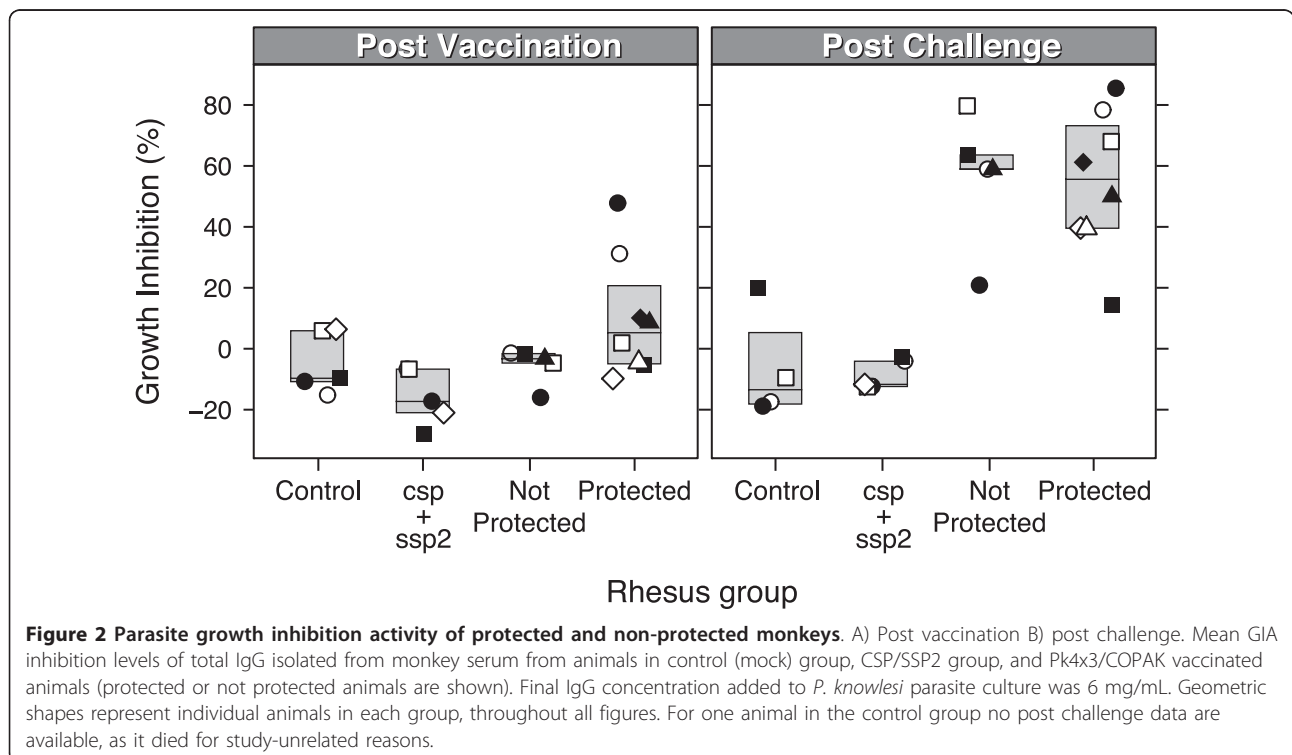 Post Vaccination
Post Challenge
Growth Inhibition (%)
80
60
40
20
0
−20
Control
csp
+
ssp2
Not
Protected
Protected
Control
csp
+
ssp2
Not
Protected
Protected
Rhesus group
Figure 2 Parasite growth inhibition activity of protected and non-protected monkeys. A) Post vaccination B) post challenge. Mean GIA
inhibition levels of total IgG isolated from monkey serum from animals in control (mock) group, CSP/SSP2 group, and Pk4x3/COPAK vaccinated
animals (protected or not protected animals are shown). Final IgG concentration added to P. knowlesi parasite culture was 6 mg/mL. Geometric
shapes represent individual animals in each group, throughout all figures. For one animal in the control group no post challenge data are
available, as it died for study-unrelated reasons.